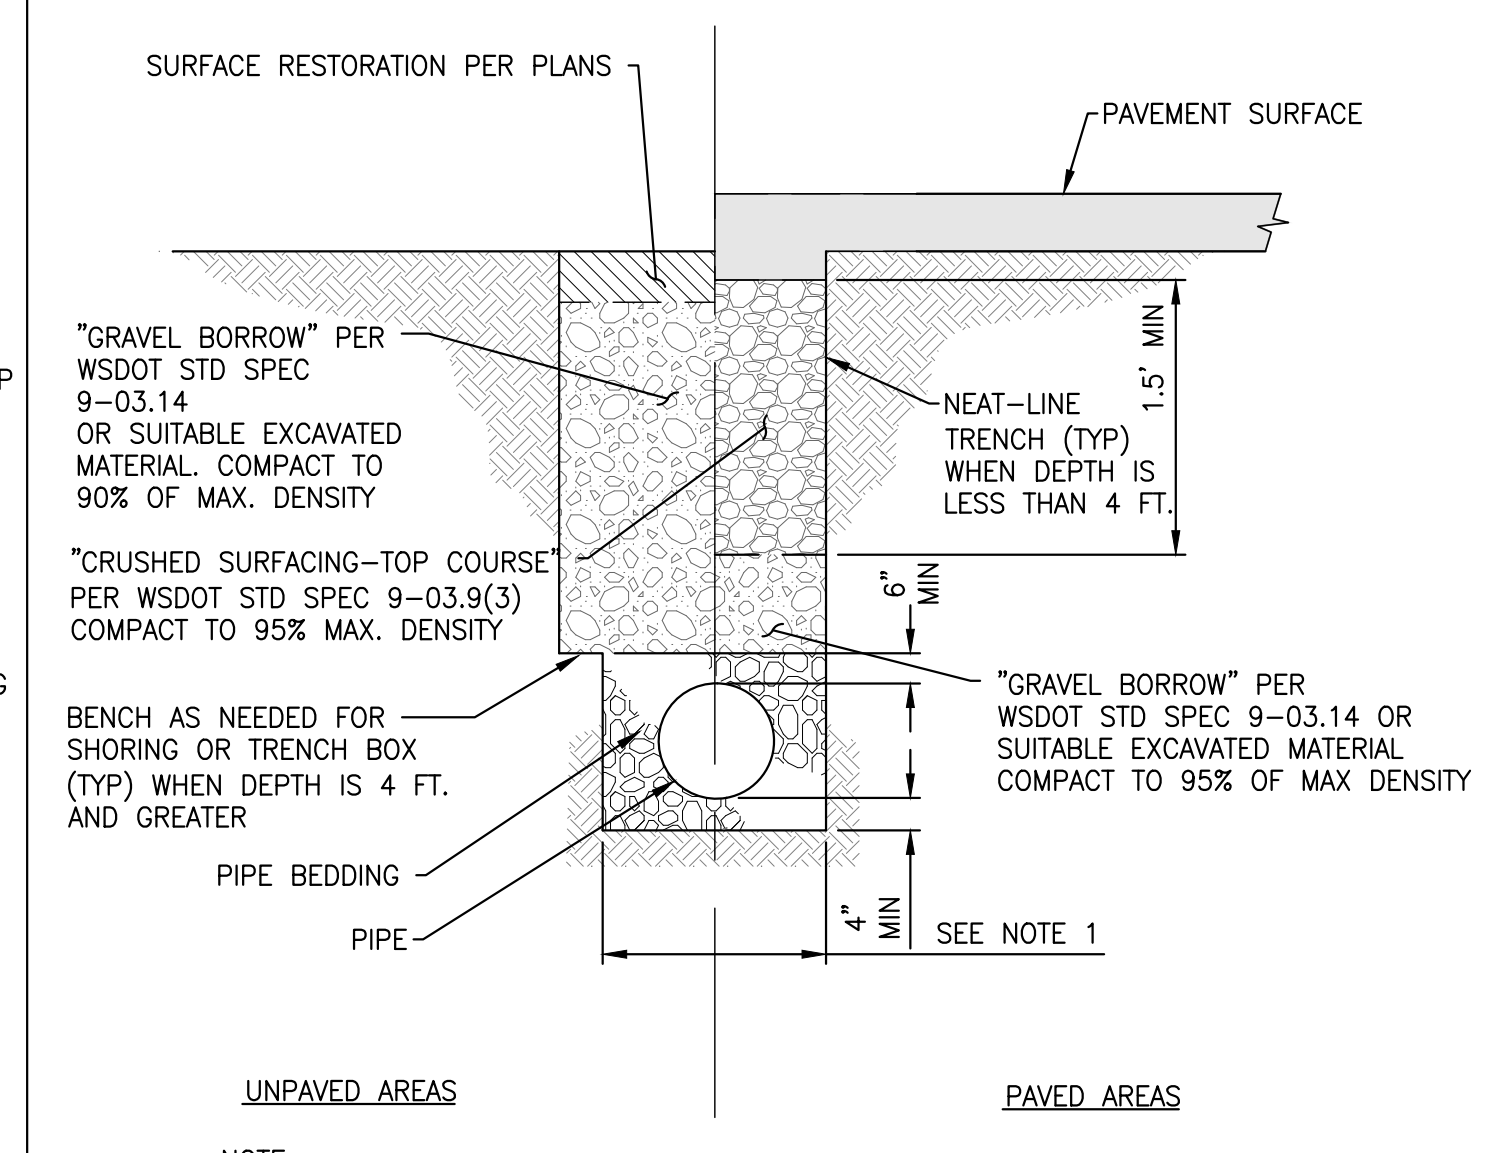 SURFACE RESTORATION PER PLANS
PAVEMENT SURFACE
"GRAVEL BORROW" PER
WSDOT STD SPEC
9-03.14
OR SUITABLE EXCAVATED
MATERIAL. COMPACT TO
90% OF MAX. DENSITY
"CRUSHED SURFACING-TOP COURSE"
PER WSDOT STD SPEC 9-03.9(3)
COMPACT TO 95% MAX. DENSITY
BENCH AS NEEDED FOR
SHORING OR TRENCH BOX
(TYP) WHEN DEPTH IS 4 FT.
AND GREATER
PIPE BEDDING
PIPE
NEAT-LINE
TRENCH (TYP)
WHEN DEPTH IS
LESS THAN 4 FT.
1.5' MIN
6"
MIN
"GRAVEL BORROW" PER
WSDOT STD SPEC 9-03.14 OR
SUITABLE EXCAVATED MATERIAL
COMPACT TO 95% OF MAX DENSITY
4"
MIN
SEE NOTE 1
UNPAVED AREAS
PAVED AREAS
NOTE
P
G